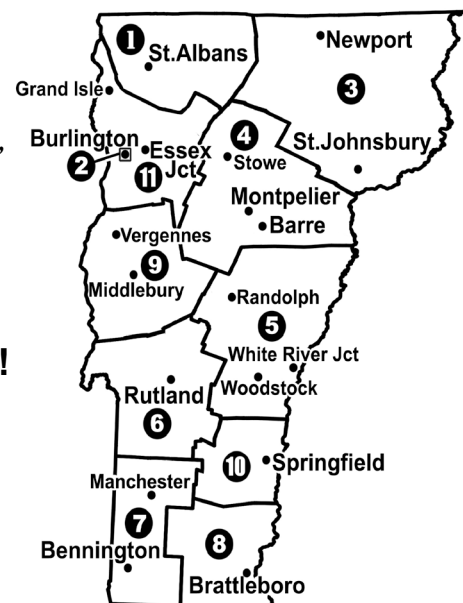 1
St.Albans
Newport
3
Grand Isle
4
Stowe
St.Johnsbury
Burlington
2
Essex
Jct
11
Montpelier
Barre
,
Vergennes
9
Middlebury
Randolph
5
White River Jct
Woodstock
!
Rutland
6
10
Springfield
Manchester
7
Bennington
8
Brattleboro